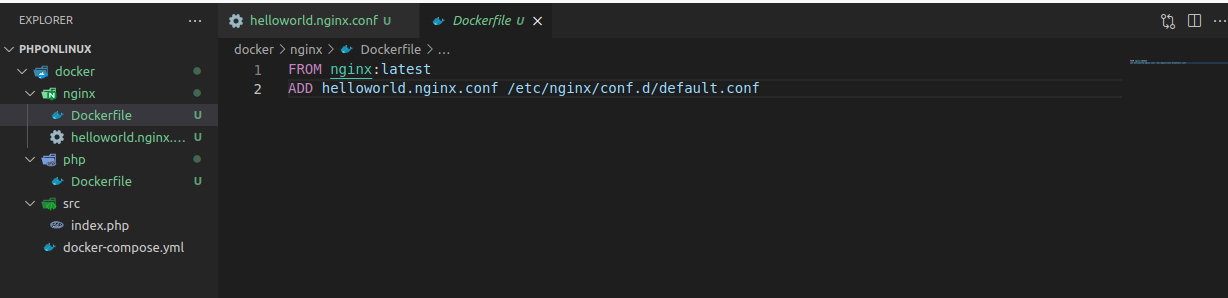 EXPLORER
PHPONLINUX
docker
nginx
Dockerfile U
helloworld.nginx.... U
php
Dockerfile U
src
index.php
docker-compose.yml
helloworld.nginx.conf U
Dockerfile U
docker > nginx > Dockerfile > ...
1 FROM nginx:latest
2 ADD helloworld.nginx.conf /etc/nginx/conf.d/default.conf